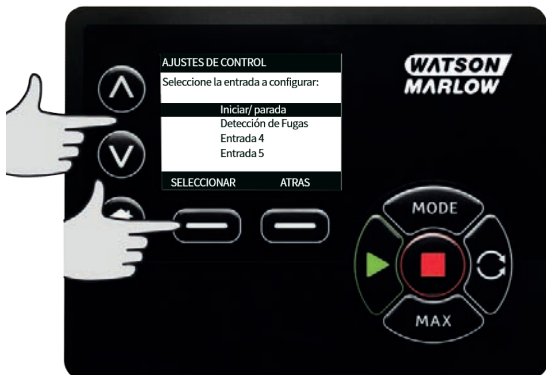 AJUSTES DE CONTROL
Seleccione la entrada a configurar:
Iniciar/ parada
Detección de Fugas
Entrada 4
Entrada 5
SELECCIONAR ATRAS
WATSON
MARLOW
MODE
MAX